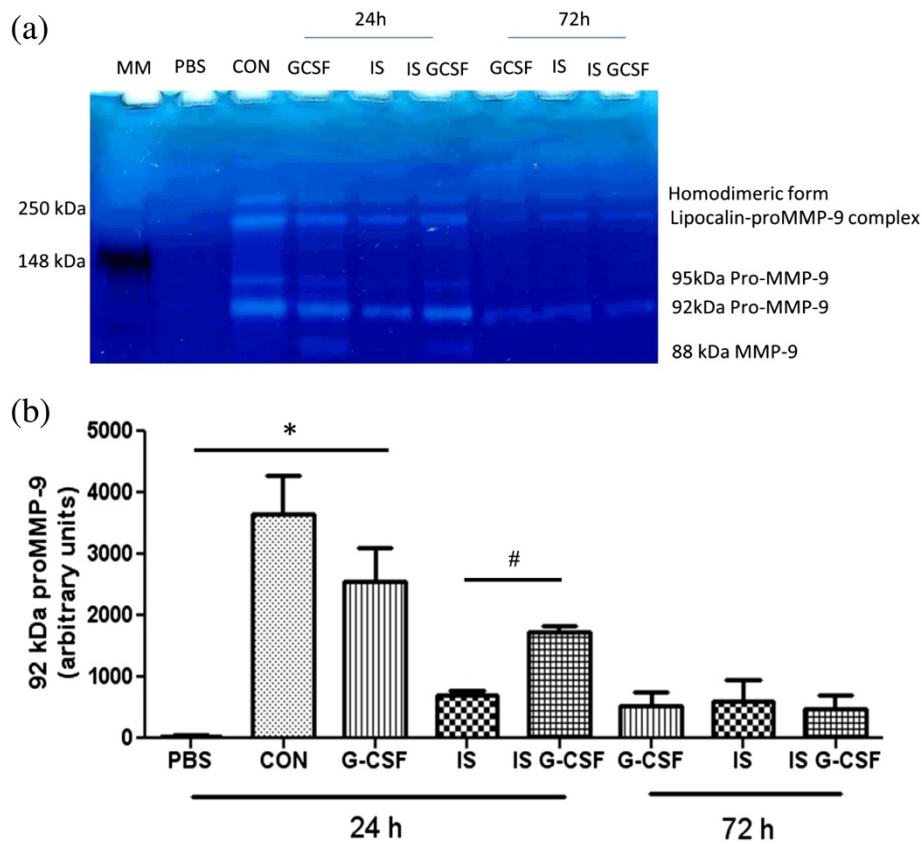 (a)
24h
72h
MM PBS CON GCSF IS IS GCSF GCSF IS IS GCSF
250 kDa
148 kDa
Homodimeric form
Lipocalin-proMMP-9 complex
95kDa Pro-MMP-9
92kDa Pro-MMP-9
88 kDa MMP-9
(b)
92 kDa proMMP-9
(arbitrary units)
5000
4000
3000
2000
1000
0
*
#
PBS CON G-CSF IS IS G-CSF G-CSF IS IS G-CSF
24 h
72 h